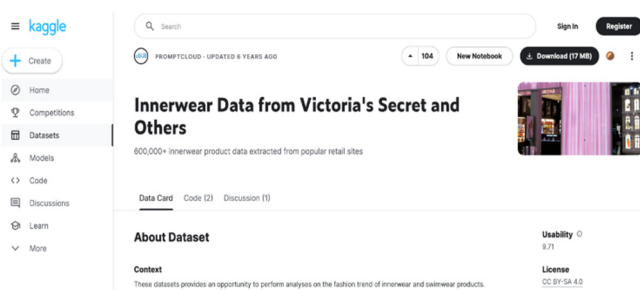 kaggle
Search
Sign In
Register
Create
PROMPTCLOUD · UPDATED 6 YEARS AGO
104
New Notebook
Download (17 MB)
Home
Competitions
Datasets
Models
Code
Discussions
Learn
More
Innerwear Data from Victoria's Secret and
Others
600,000+ innerwear product data extracted from popular retail sites
Data Card
Code (2)
Discussion (1)
About Dataset
Usability
9.71
Context
License
These datasets provides an opportunity to perform analyses on the fashion trend of innerwear and swimwear products.
CC BY-SA 4.0